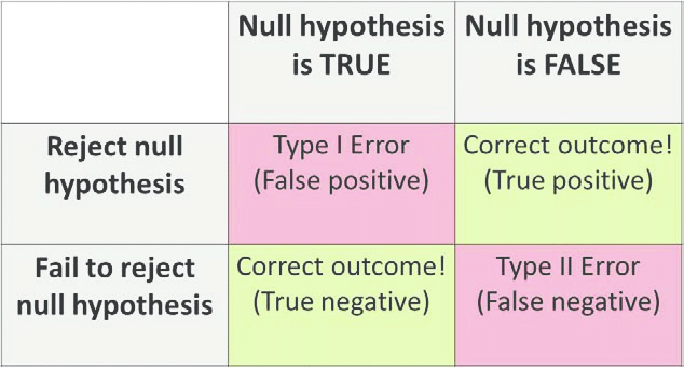 Null hypothesis
is TRUE
Null hypothesis
is FALSE
Reject null
hypothesis
Type I Error
(False positive)
Correct outcome!
(True positive)
Fail to reject
null hypothesis
Correct outcome!
(True negative)
Type II Error
(False negative)